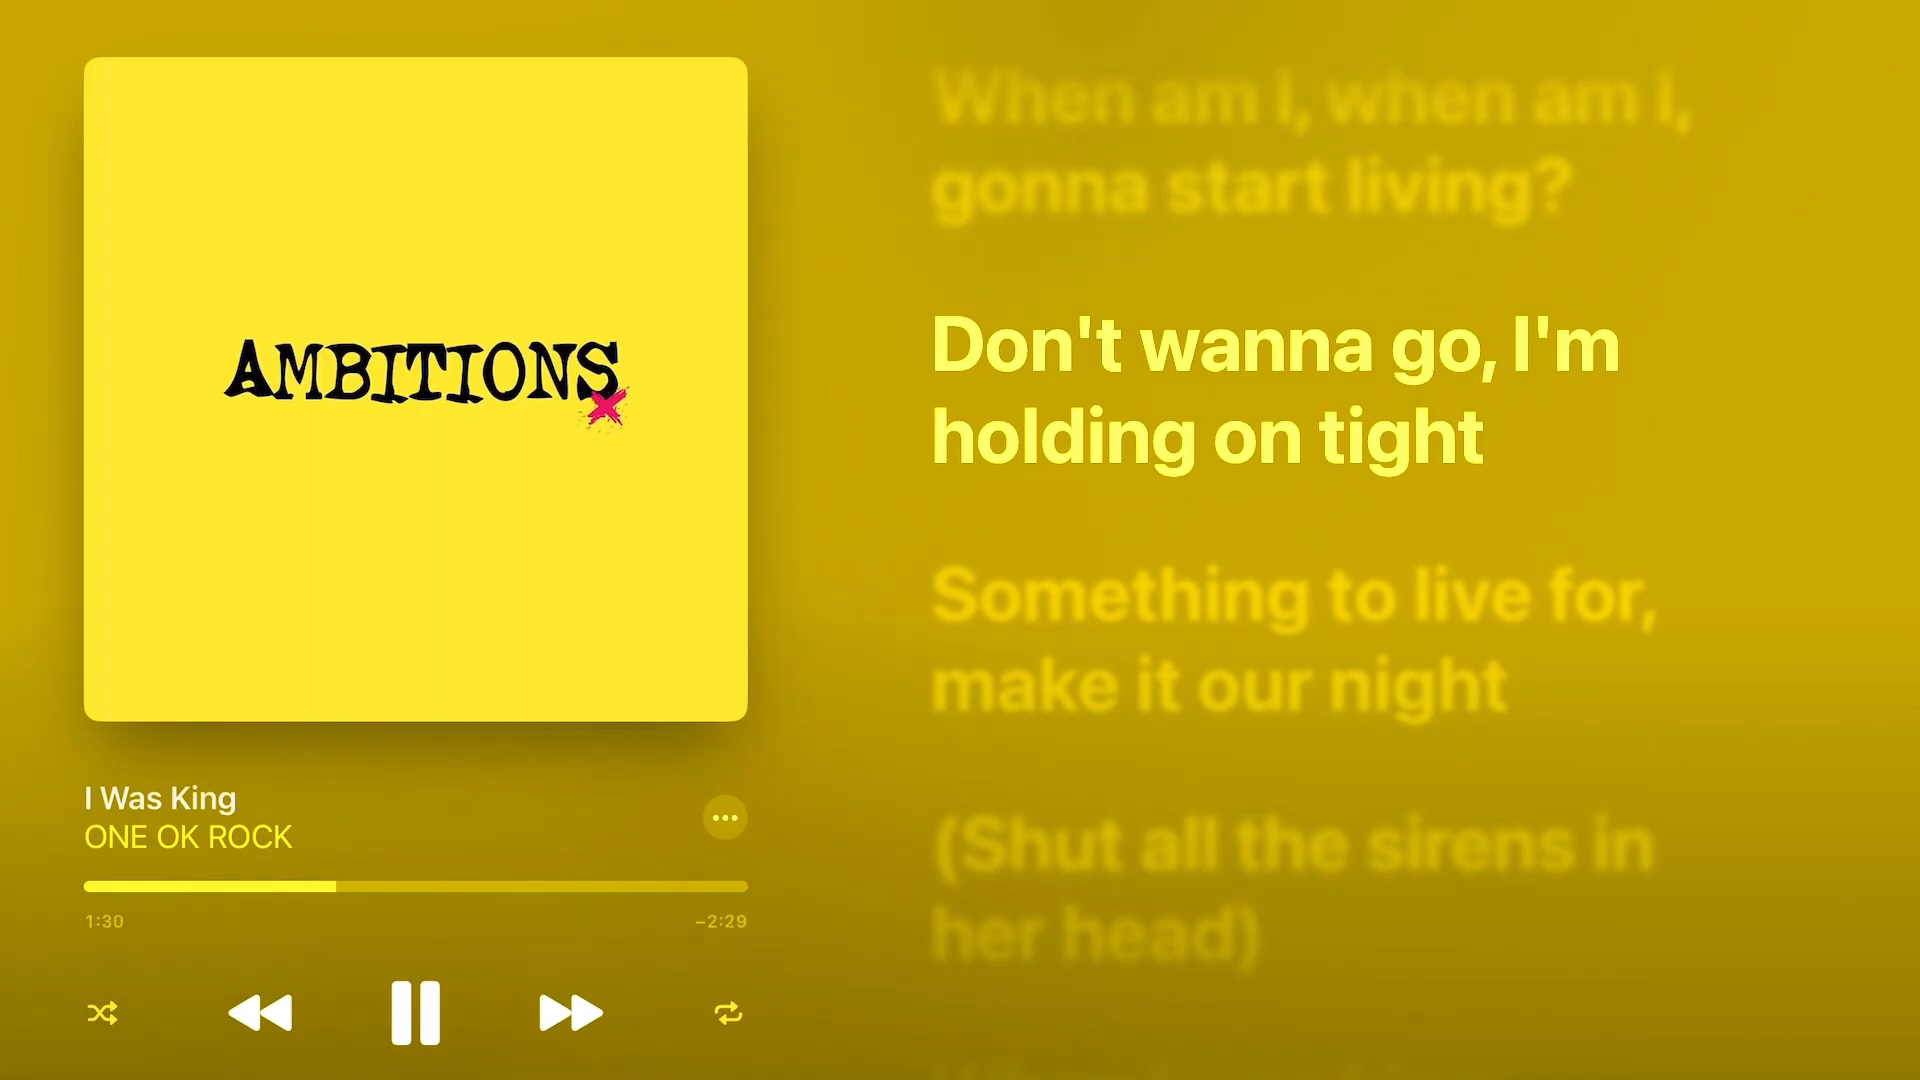 AMBITIONS
I Was King
ONE OK ROCK
1:30
−2:29
When am I, when am I,
gonna start living?
Don't wanna go, I'm
holding on tight
Something to live for,
make it our night
(Shut all the sirens in
her head)